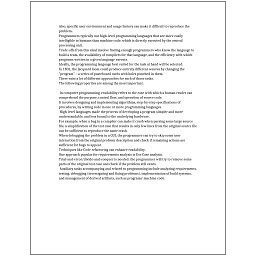 Also, specific user environment and usage history can make it difficult to reproduce the
problem.
Programmers typically use high-level programming languages that are more easily
intelligible to humans than machine code, which is directly executed by the central
processing unit.
Trade-offs from this ideal involve finding enough programmers who know the language to
build a team, the availability of compilers for that language, and the efficiency with which
programs written in a given language execute.
Ideally, the programming language best suited for the task at hand will be selected.
In 1801, the Jacquard loom could produce entirely different weaves by changing the
"program" - a series of pasteboard cards with holes punched in them.
There exist a lot of different approaches for each of those tasks.
The following properties are among the most important:

In computer programming, readability refers to the ease with which a human reader can
comprehend the purpose, control flow, and operation of source code.
It involves designing and implementing algorithms, step-by-step specifications of
procedures, by writing code in one or more programming languages.
High-level languages made the process of developing a program simpler and more
understandable, and less bound to the underlying hardware.
For example, when a bug in a compiler can make it crash when parsing some large source
file, a simplification of the test case that results in only few lines from the original source file
can be sufficient to reproduce the same crash.
When debugging the problem in a GUI, the programmer can try to skip some user
interaction from the original problem description and check if remaining actions are
sufficient for bugs to appear.
Techniques like Code refactoring can enhance readability.
One approach popular for requirements analysis is Use Case analysis.
Trial-and-error/divide-and-conquer is needed: the programmer will try to remove some
parts of the original test case and check if the problem still exists.
Auxiliary tasks accompanying and related to programming include analyzing requirements,
testing, debugging (investigating and fixing problems), implementation of build systems,
and management of derived artifacts, such as programs' machine code.